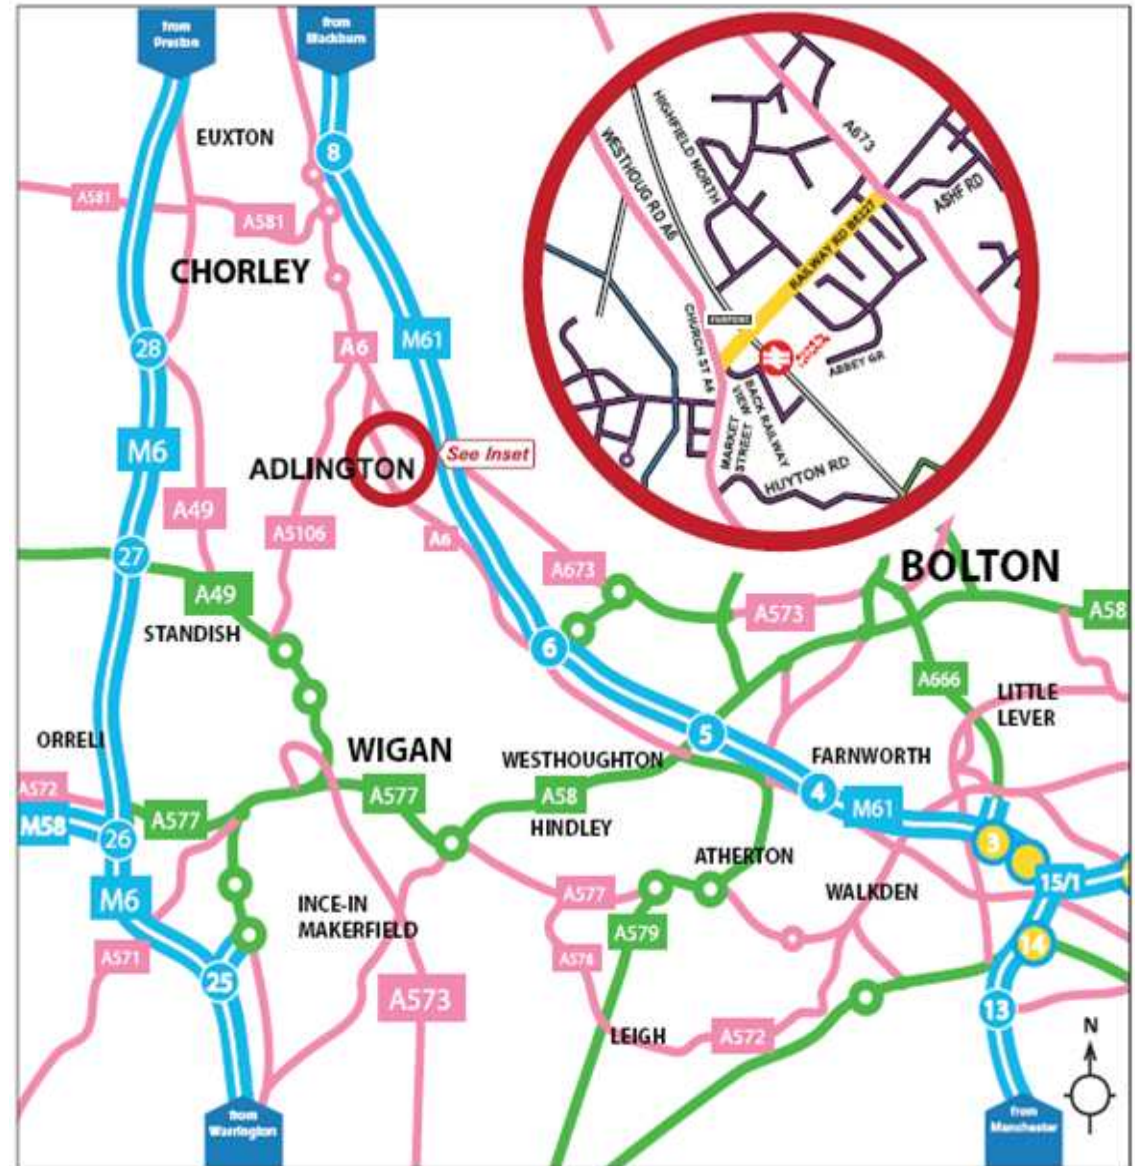 from
Preston
from
Blackburn
EUXTON
8
A581
A581
CHORLEY
28
A6
M61
M6
ADLINGTON
See Inset
A49
A5106
A6
27
A49
STANDISH
A673
BOLTON
A573
A58
6
A666
LITTLE
LEVER
ORRELL
WIGAN
WESTHOUGHTON
5
FARNWORTH
A572
M58
A577
A577
A58
4
M61
26
HINDLEY
3
ATHERTON
15/1
M6
A577
WALKDEN
INCE-IN
MAKERFIELD
A579
14
A571
A578
25
A573
13
LEIGH
A572
N
from
Warrington
from
Manchester
HIGHFIELD NORTH
A673
WESTHOUG RD A6
ASHF RD
RAILWAY RD B6227
CHURCH ST A6
ABBEY GR
MARKET
STREET
VIEW
BACK RAILWAY
HUYTON RD